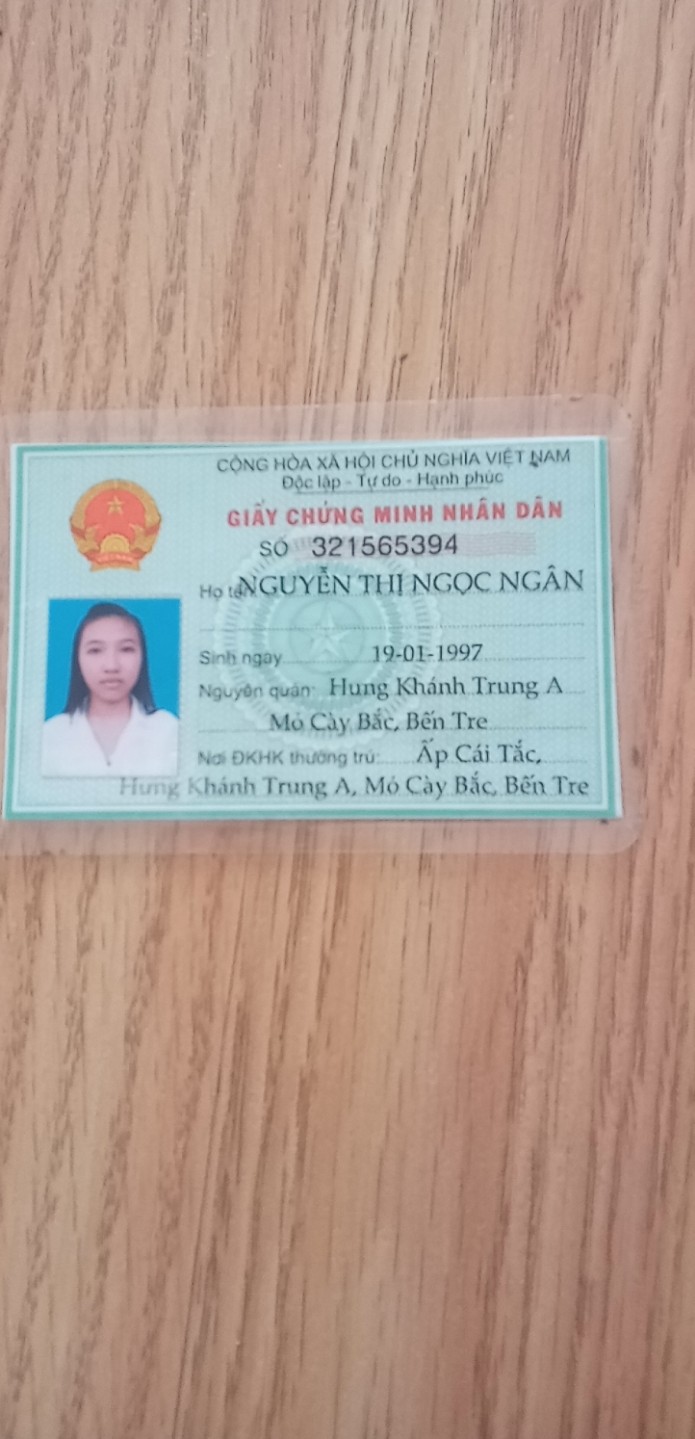 CỘNG HÒA XÃ HỘI CHỦ NGHĨA VIỆT NAM
Độc lập - Tự do - Hạnh phúc
GIẤY CHỨNG MINH NHÂN DÂN
SỐ 321565394
Họ tên NGUYỄN THỊ NGỌC NGÂN
Sinh ngày 19-01-1997
Nguyên quán: Hưng Khánh Trung A
Mỏ Cày Bắc, Bến Tre
Nơi ĐKHK thường trú: Ấp Cái Tắc,
Hưng Khánh Trung A, Mỏ Cày Bắc, Bến Tre